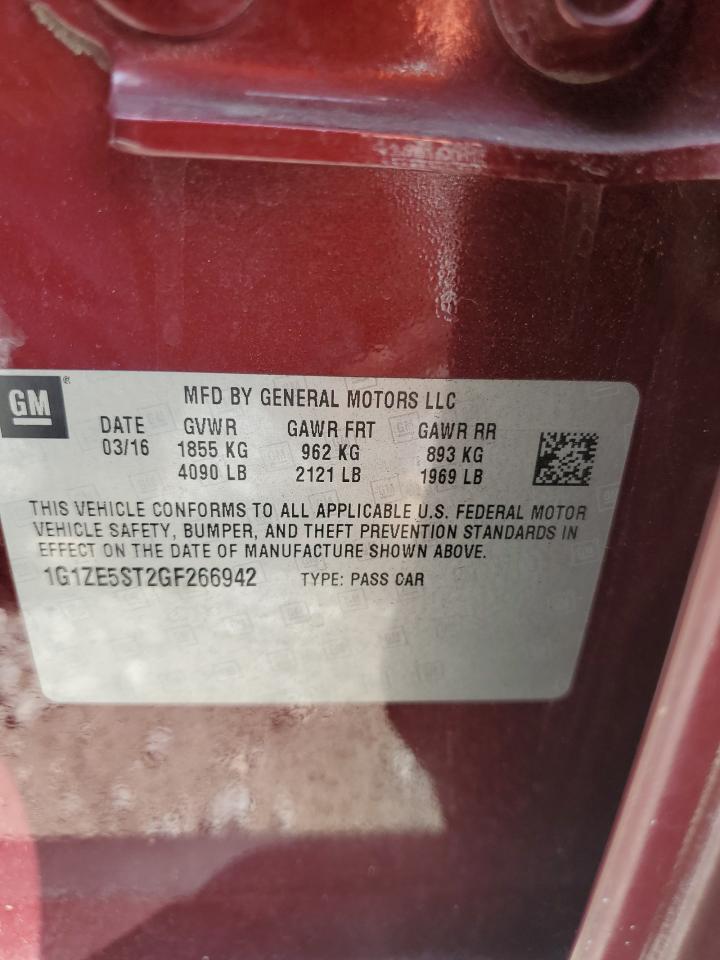 GM®
MFD BY GENERAL MOTORS LLC
DATE GVWR GAWR FRT GAWR RR
03/16 1855 KG 962 KG 893 KG
4090 LB 2121 LB 1969 LB
THIS VEHICLE CONFORMS TO ALL APPLICABLE U.S. FEDERAL MOTOR
VEHICLE SAFETY, BUMPER, AND THEFT PREVENTION STANDARDS IN
EFFECT ON THE DATE OF MANUFACTURE SHOWN ABOVE.
1G1ZE5ST2GF266942 TYPE: PASS CAR